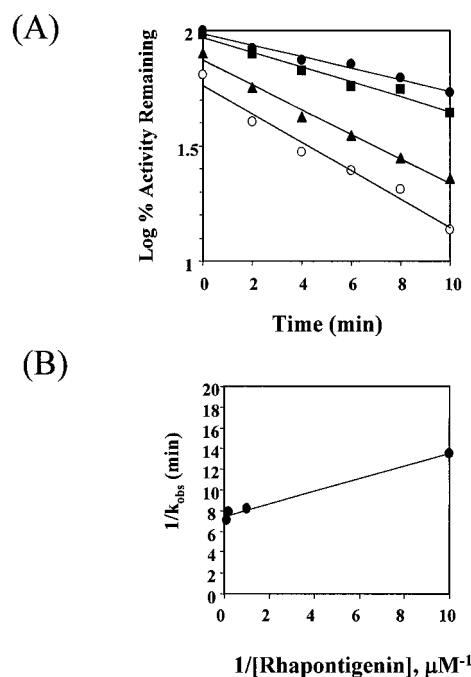 (A)
Log % Activity Remaining
2
1.5
1
0 2 4 6 8 10
Time (min)
(B)
1/kobs (min)
20
18
16
14
12
10
8
6
4
2
0
0 2 4 6 8 10
1/[Rhapontigenin], μM-1